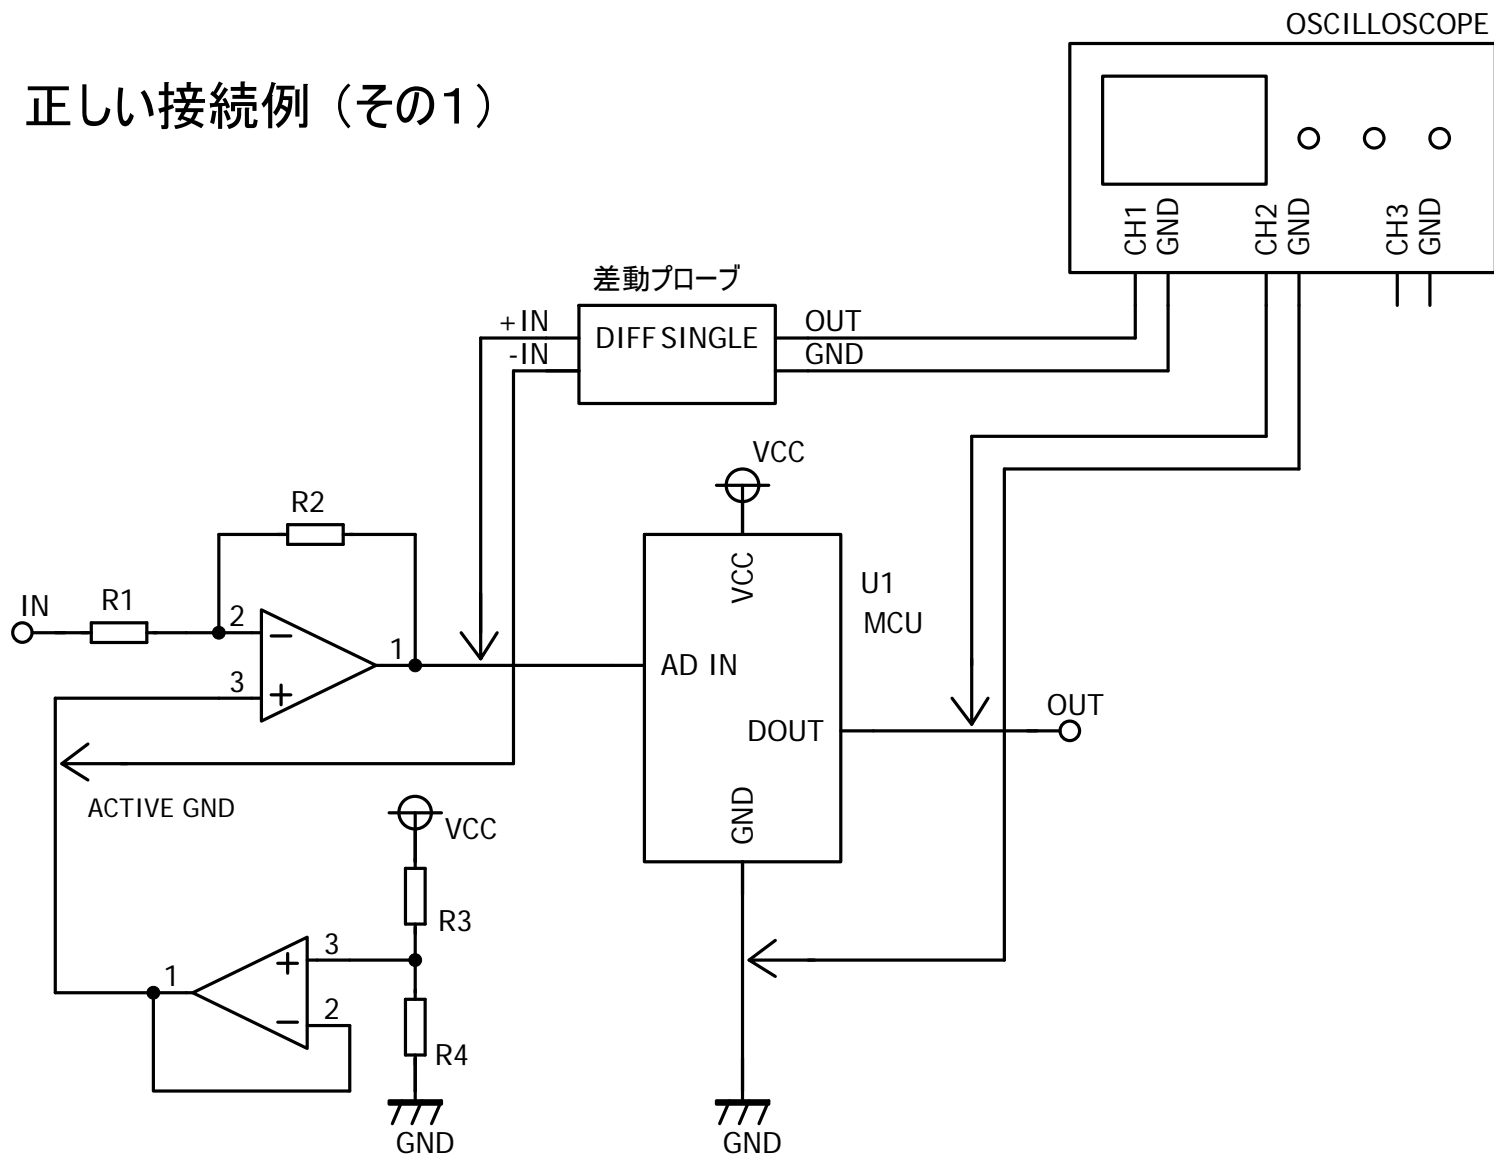 OSCILLOSCOPE
正しい接続例（その１）
CH1
GND
CH2
GND
CH3
GND
差動プローブ
+IN
-IN
DIFF SINGLE
OUT
GND
VCC
R2
VCC
U1
MCU
IN
R1
2
1
3
AD IN
DOUT
OUT
GND
ACTIVE GND
VCC
R3
3
1
2
R4
GND
GND